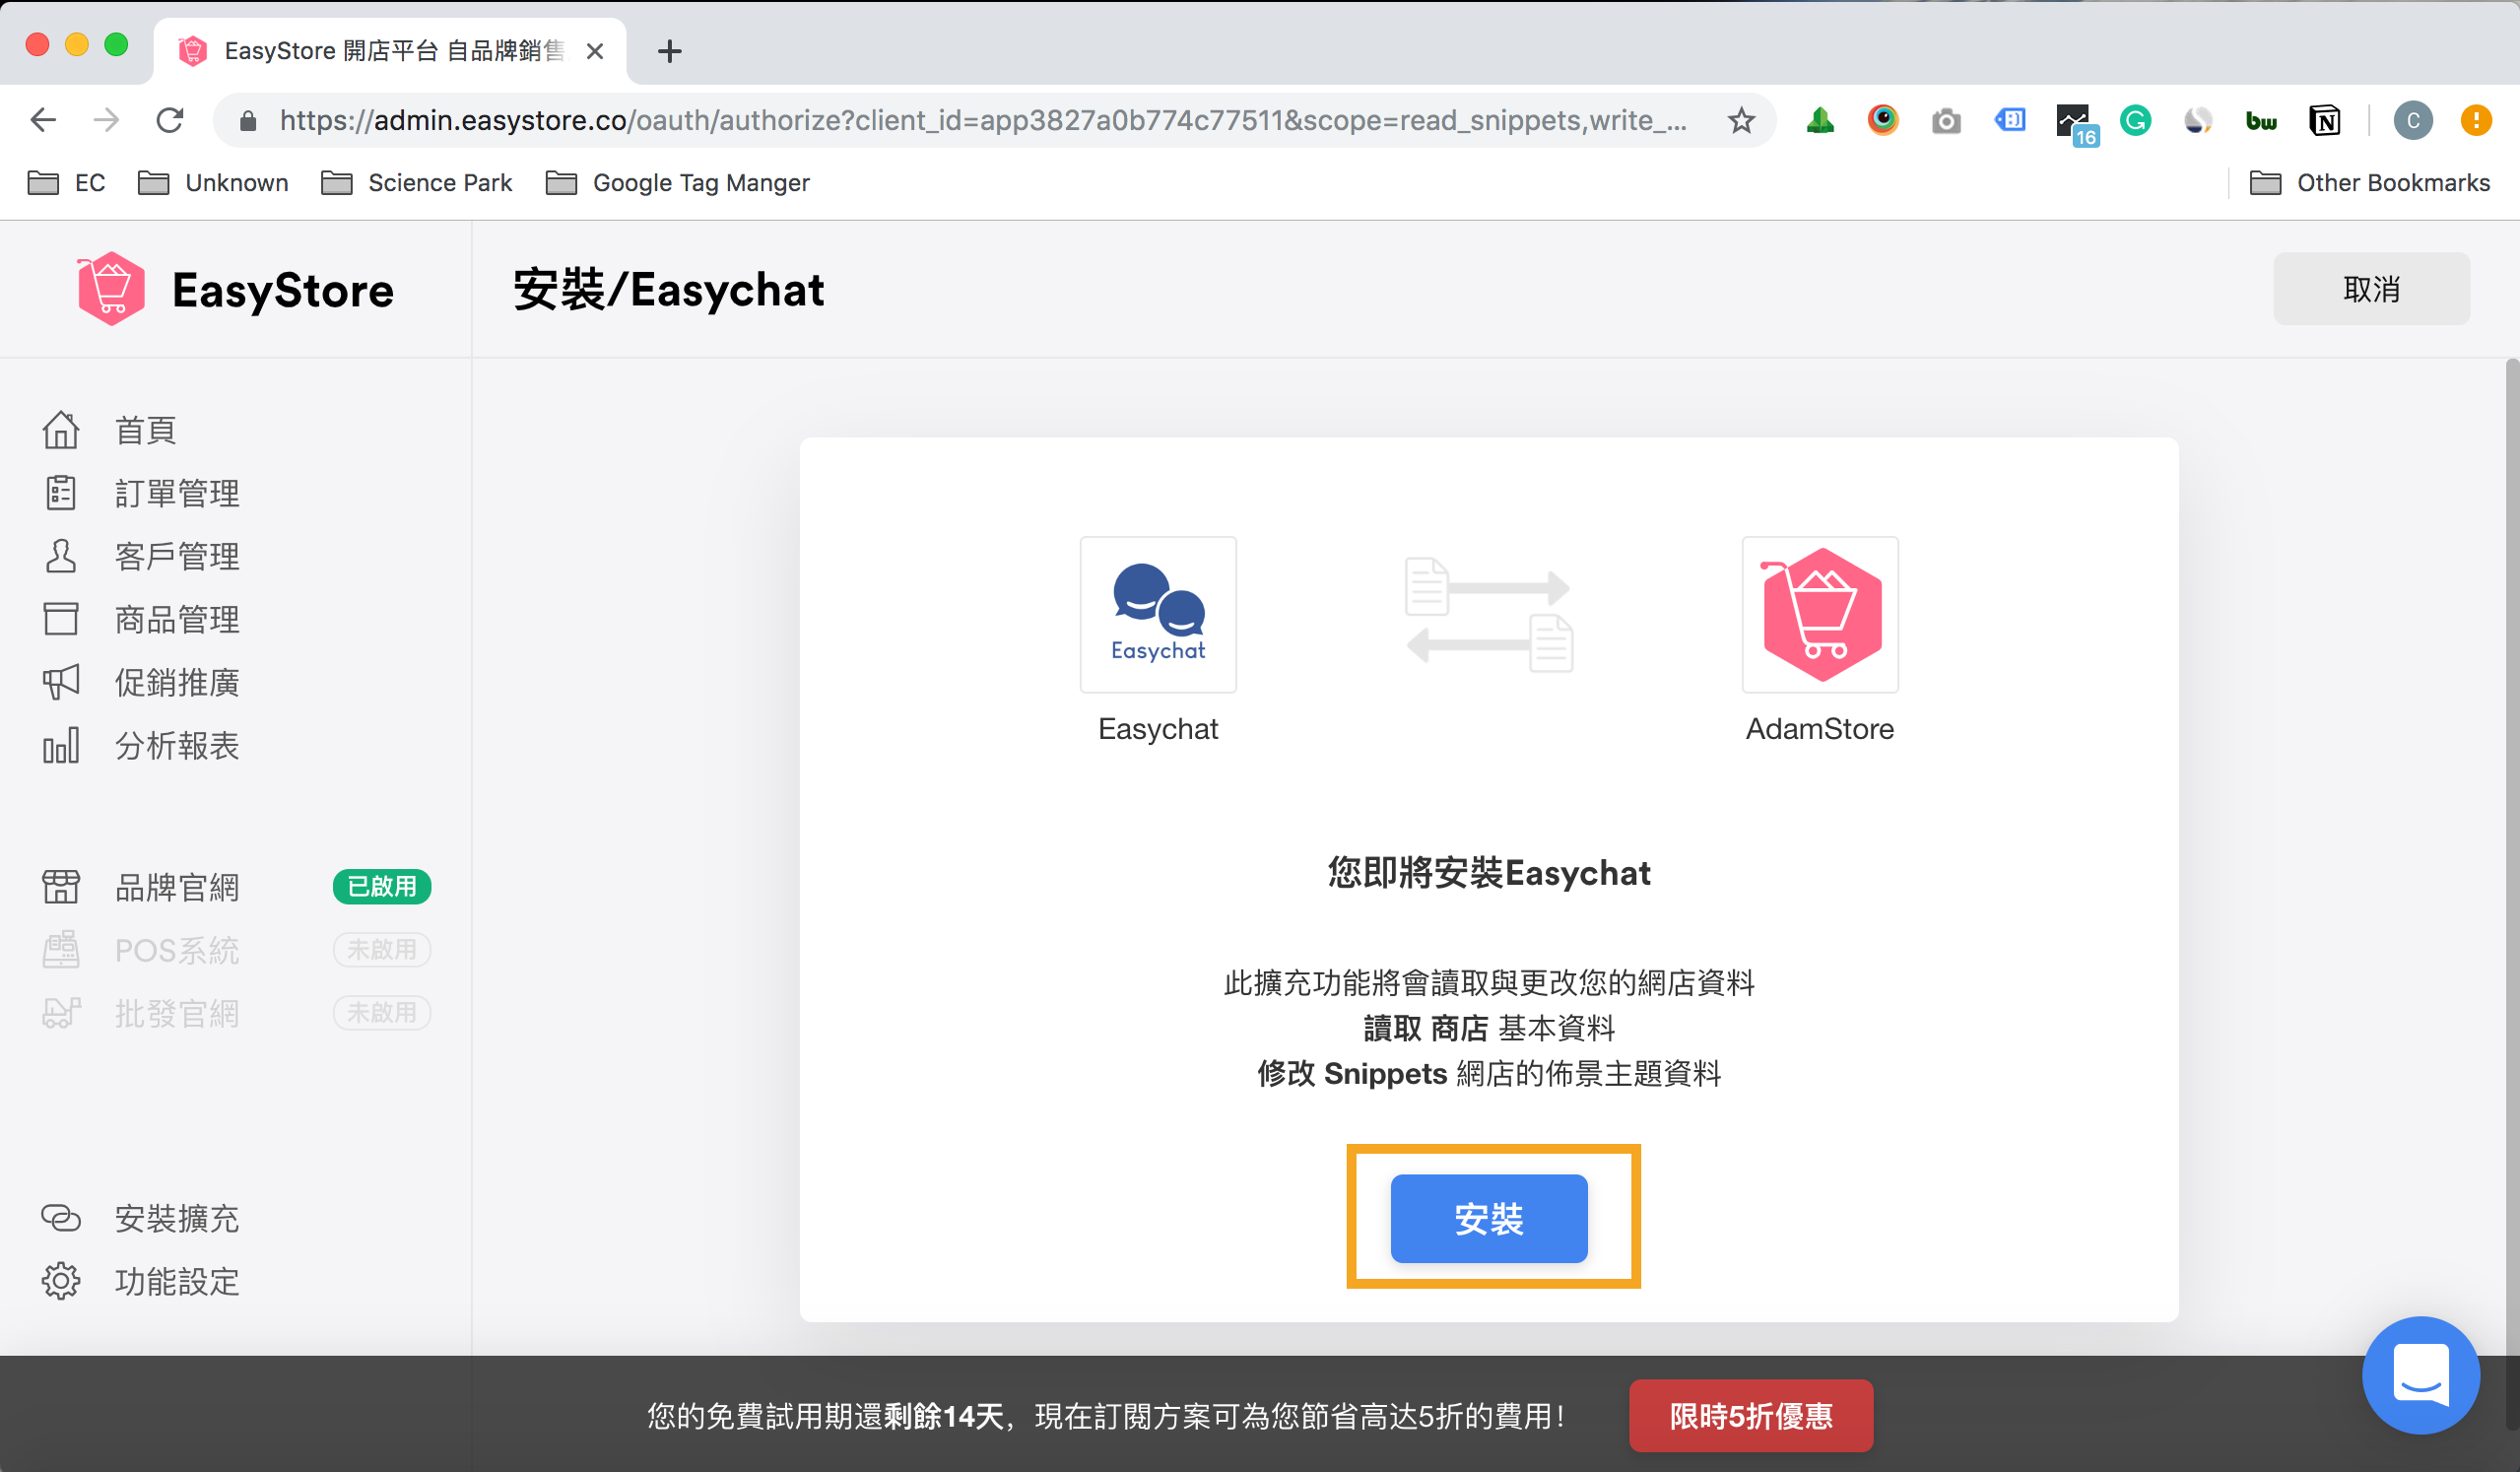 EasyStore 開店平台 自品牌銷售
https://admin.easystore.co/oauth/authorize?client_id=app3827a0b774c77511&scope=read_snippets,write_...
16
bw
C
EC
Unknown
Science Park
Google Tag Manger
Other Bookmarks
EasyStore
安裝/Easychat
取消
首頁
訂單管理
客戶管理
商品管理
促銷推廣
分析報表
品牌官網
已啟用
POS系統
未啟用
批發官網
未啟用
安裝擴充
功能設定
Easychat
Easychat
AdamStore
您即將安裝Easychat
此擴充功能將會讀取與更改您的網店資料
讀取 商店 基本資料
修改 Snippets 網店的佈景主題資料
安裝
您的免費試用期還剩餘14天，現在訂閱方案可為您節省高达5折的費用！
限時5折優惠